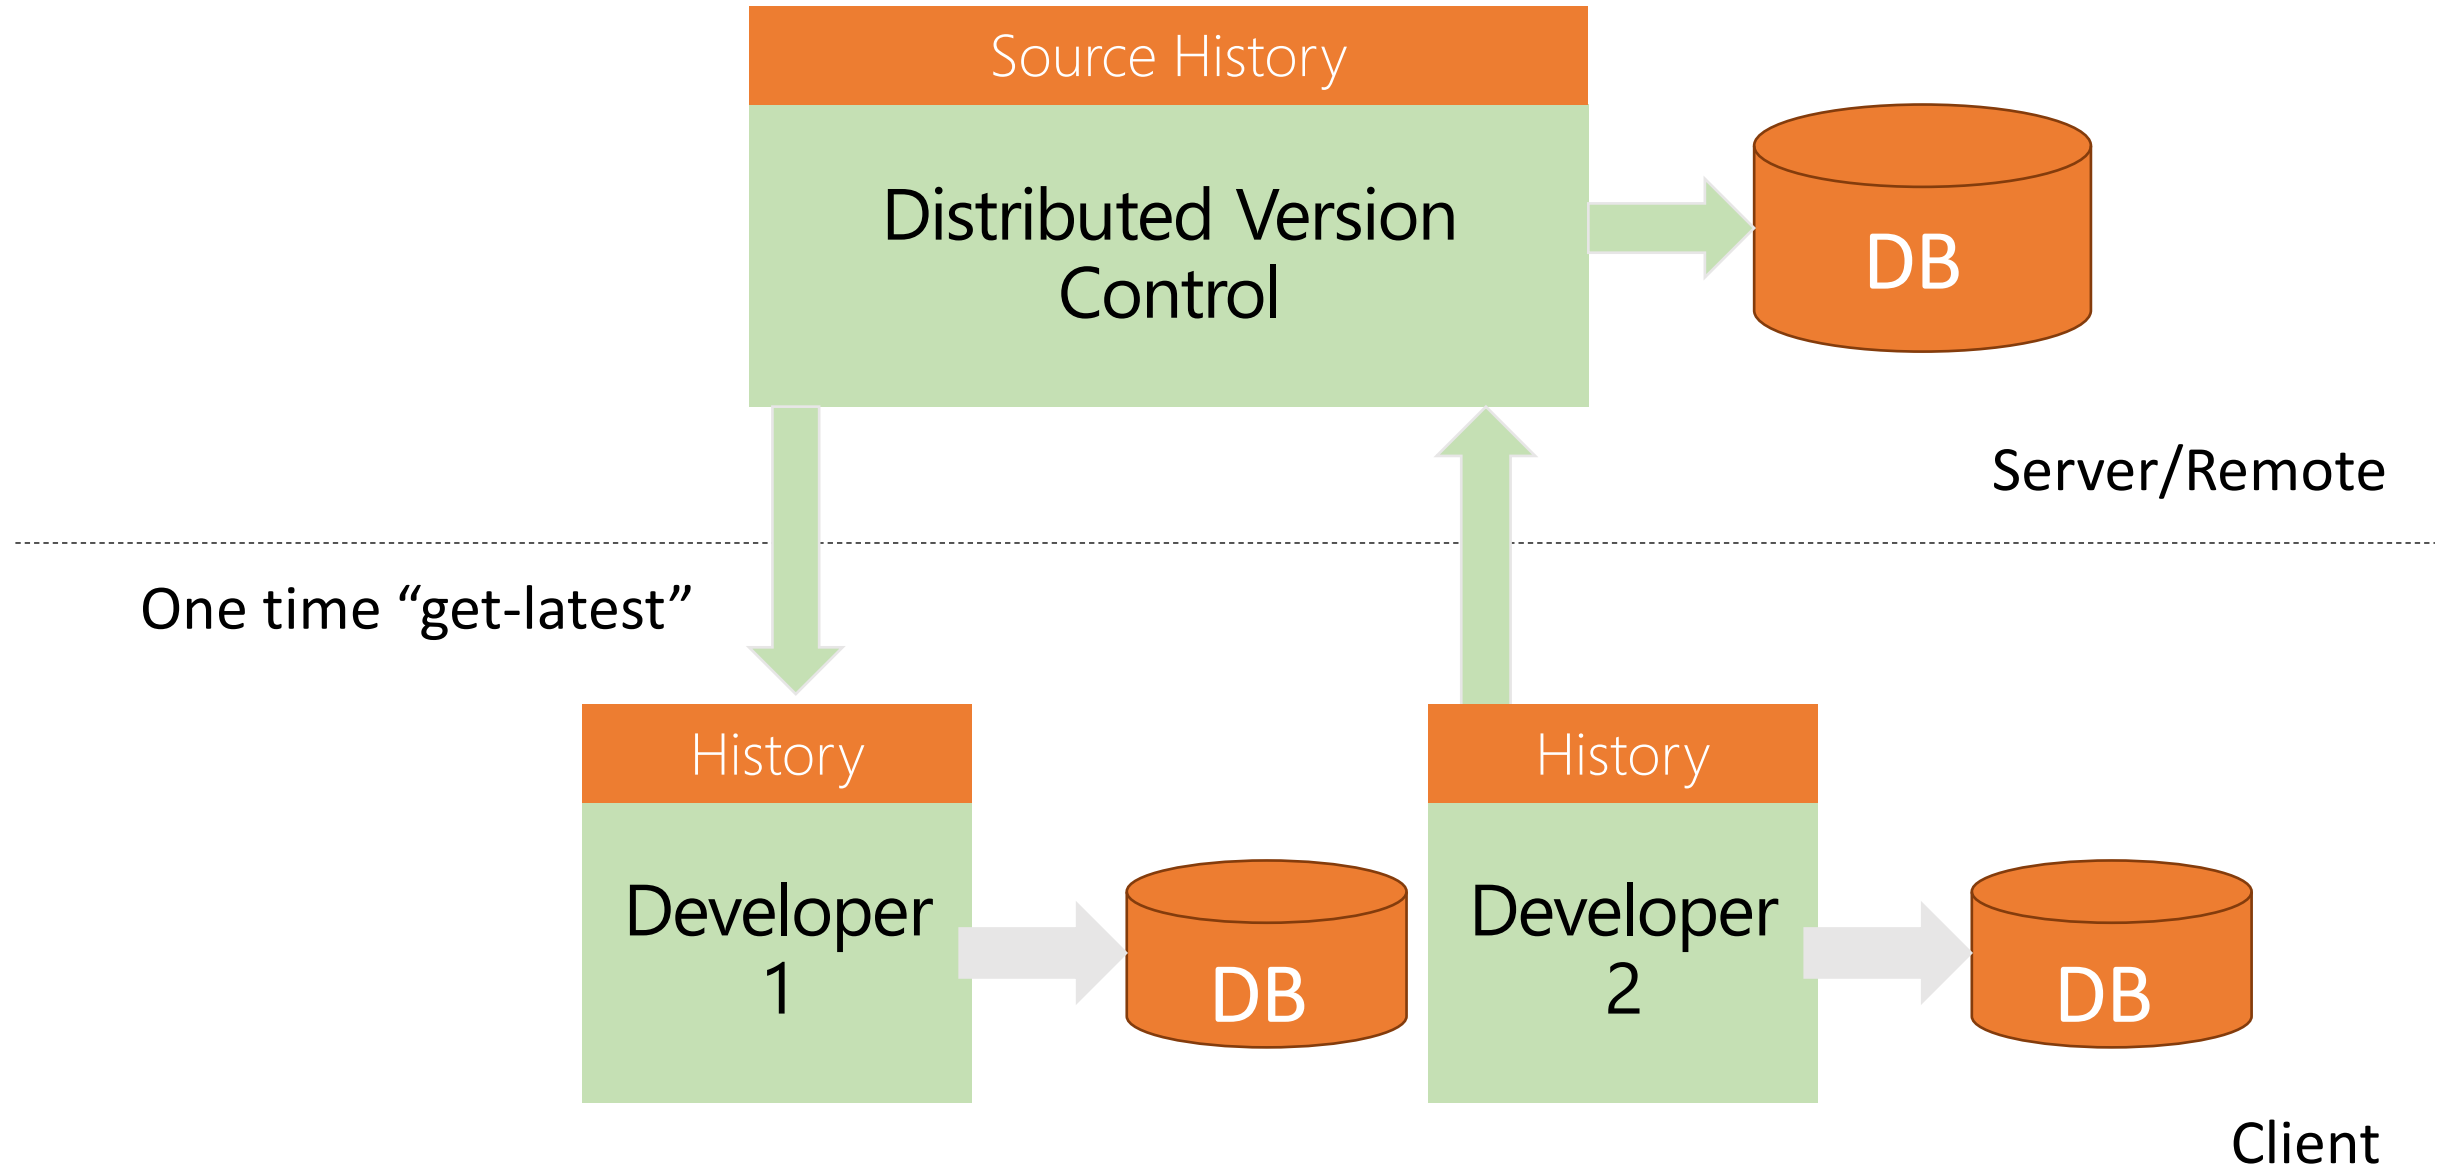 Source History
Distributed Version
Control
DB
Server/Remote
One time “get-latest”
History
Developer
1
DB
History
Developer
2
DB
Client